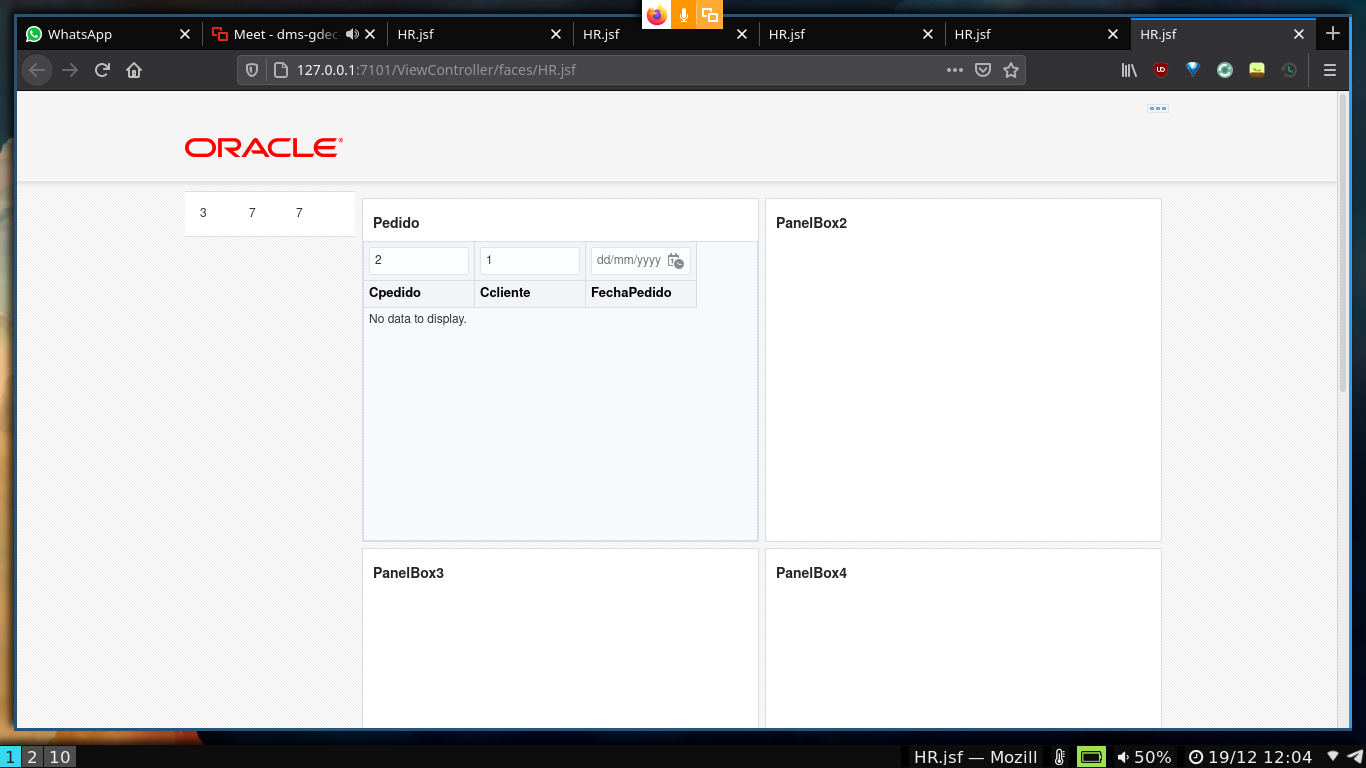 WhatsApp
Meet - dms-gdec-
HR.jsf
HR.jsf
HR.jsf
HR.jsf
HR.jsf
127.0.0.1:7101/ViewController/faces/HR.jsf
ORACLE
3 7 7
Pedido
2 1 dd/mm/yyyy
Cpedido Ccliente FechaPedido
No data to display.
PanelBox2
PanelBox3
PanelBox4
1 2 10
HR.jsf — Mozill
50%
19/12 12:04